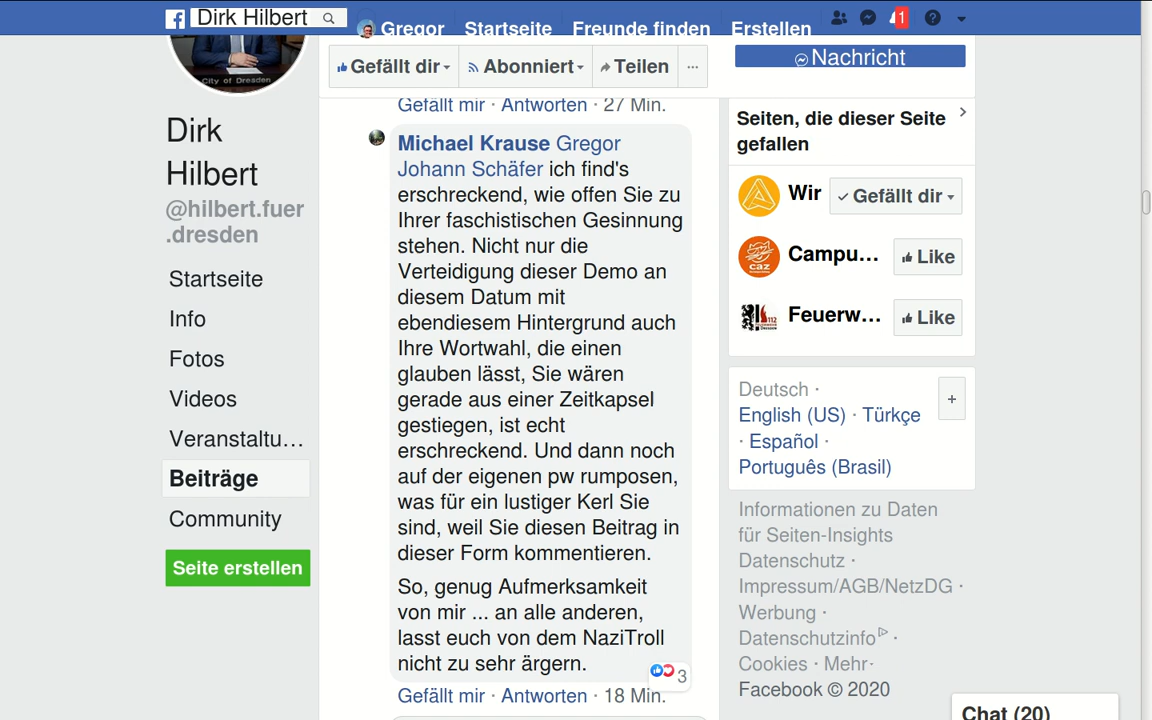 Dirk Hilbert
Gregor
Startseite
Freunde finden
Erstellen
1
City of Dresden
Gefällt dir
Abonniert
Teilen
...
Nachricht
Dirk
Hilbert
@hilbert.fuer
.dresden
Startseite
Info
Fotos
Videos
Veranstaltu...
Beiträge
Community
Seite erstellen
Gefällt mir · Antworten · 27 Min.
Michael Krause Gregor
Johann Schäfer ich find's
erschreckend, wie offen Sie zu
Ihrer faschistischen Gesinnung
stehen. Nicht nur die
Verteidigung dieser Demo an
diesem Datum mit
ebendiesem Hintergrund auch
Ihre Wortwahl, die einen
glauben lässt, Sie wären
gerade aus einer Zeitkapsel
gestiegen, ist echt
erschreckend. Und dann noch
auf der eigenen pw rumposen,
was für ein lustiger Kerl Sie
sind, weil Sie diesen Beitrag in
dieser Form kommentieren.
So, genug Aufmerksamkeit
von mir ... an alle anderen,
lasst euch von dem NaziTroll
nicht zu sehr ärgern.
3
Gefällt mir · Antworten · 18 Min.
Seiten, die dieser Seite
gefallen
Wir
Gefällt dir
caz
Campu...
Like
112
Feuerw...
Like
Deutsch ·
English (US) · Türkçe
· Español ·
Português (Brasil)
+
Informationen zu Daten
für Seiten-Insights
Datenschutz ·
Impressum/AGB/NetzDG ·
Werbung ·
Datenschutzinfo ·
Cookies · Mehr·
Facebook © 2020
Chat (20)